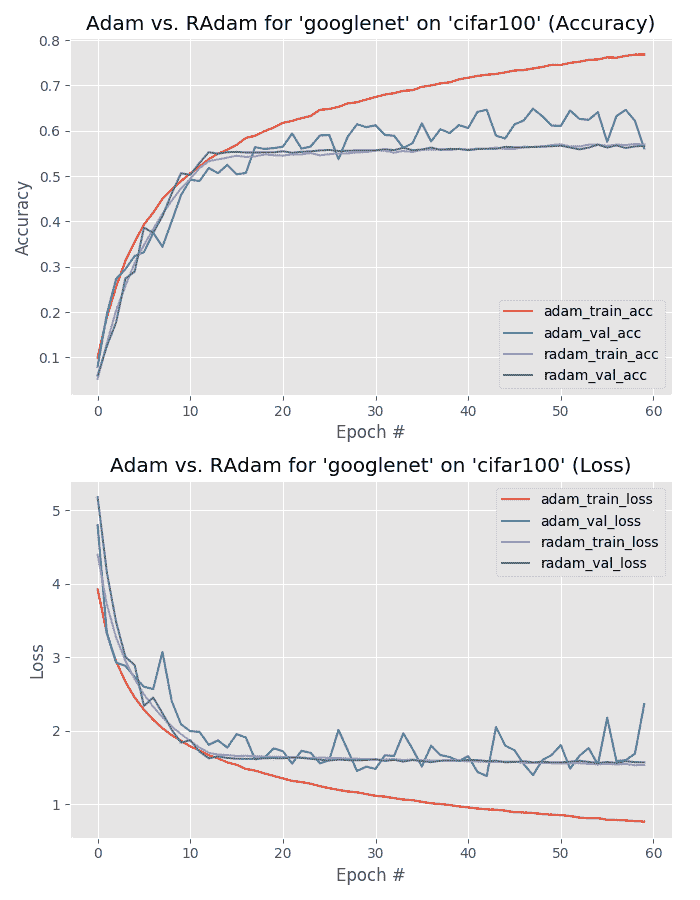 Adam vs. RAdam for 'googlenet' on 'cifar100' (Accuracy)
0.8
0.7
0.6
0.5
0.4
0.3
0.2
0.1
Accuracy
adam_train_acc
adam_val_acc
radam_train_acc
radam_val_acc
0 10 20 30 40 50 60
Epoch #
Adam vs. RAdam for 'googlenet' on 'cifar100' (Loss)
5
4
3
2
1
Loss
adam_train_loss
adam_val_loss
radam_train_loss
radam_val_loss
0 10 20 30 40 50 60
Epoch #